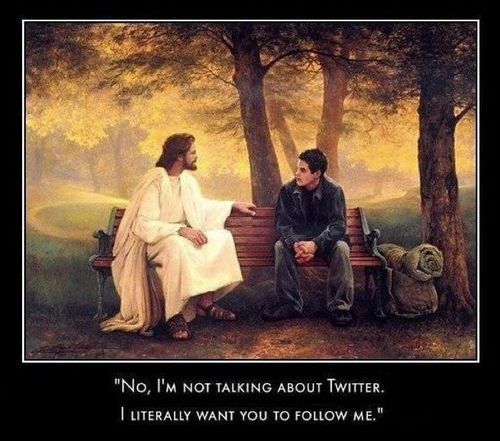 "No, I'm not talking about Twitter.
I literally want you to follow me."